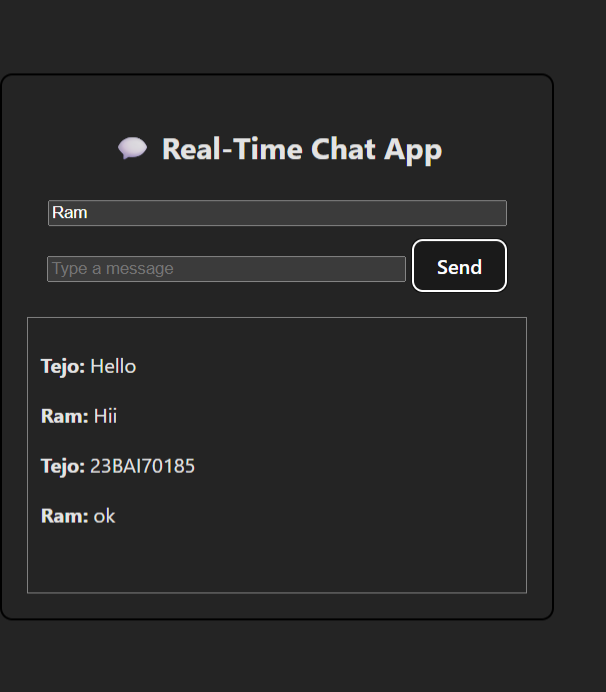 Real-Time Chat App
Ram
Type a message
Send
Tejo: Hello
Ram: Hii
Tejo: 23BAI70185
Ram: ok